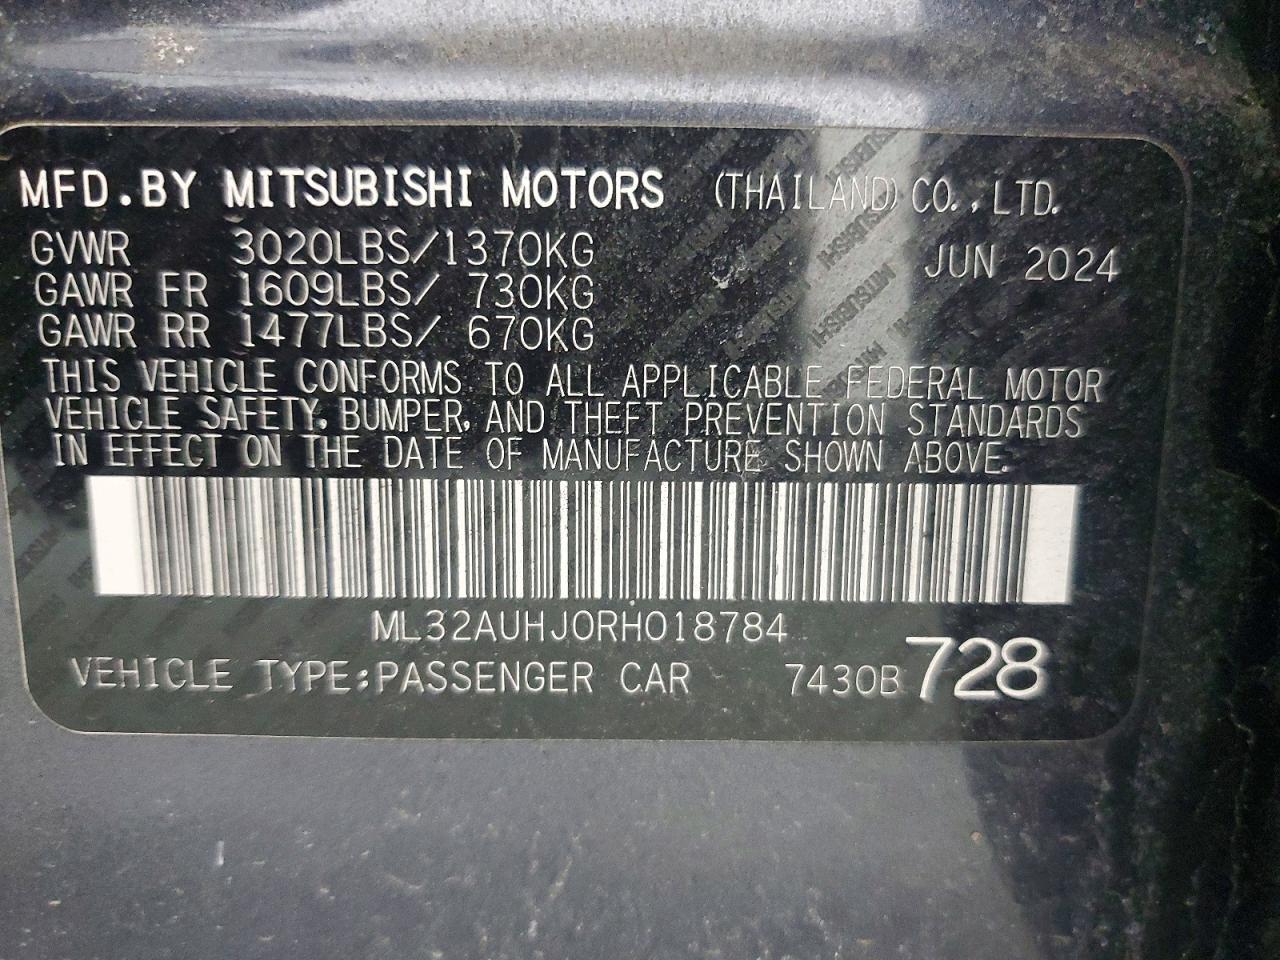 MFD.BY MITSUBISHI MOTORS (THAILAND) CO.,LTD.
GVWR 3020LBS/1370KG JUN 2024
GAWR FR 1609LBS/ 730KG
GAWR RR 1477LBS/ 670KG
THIS VEHICLE CONFORMS TO ALL APPLICABLE FEDERAL MOTOR
VEHICLE SAFETY, BUMPER, AND THEFT PREVENTION STANDARDS
IN EFFECT ON THE DATE OF MANUFACTURE SHOWN ABOVE.
ML32AUHJ0RH018784
VEHICLE TYPE:PASSENGER CAR 7430B 728